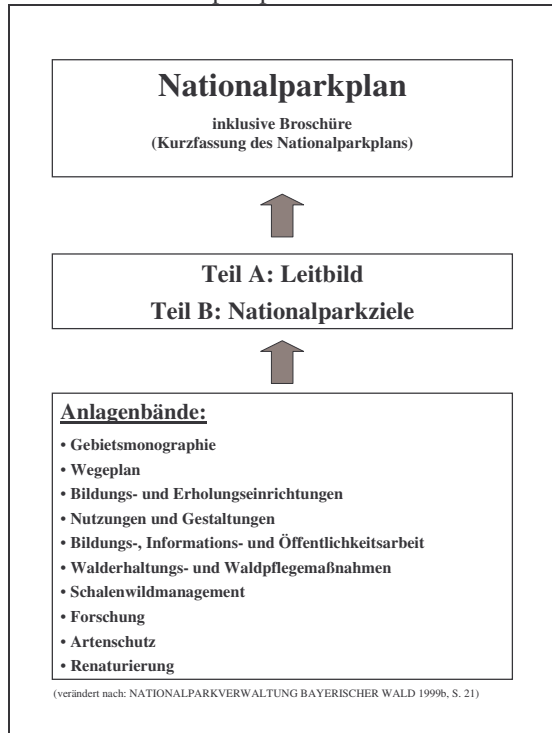 Nationalparkplan
inklusive Broschüre
(Kurzfassung des Nationalparkplans)
Teil A: Leitbild
Teil B: Nationalparkziele
Anlagenbände:
• Gebietsmonographie
• Wegeplan
• Bildungs- und Erholungseinrichtungen
• Nutzungen und Gestaltungen
• Bildungs-, Informations- und Öffentlichkeitsarbeit
• Walderhaltungs- und Waldpflegemaßnahmen
• Schalenwildmanagement
• Forschung
• Artenschutz
• Renaturierung
(verändert nach: NATIONALPARKVERWALTUNG BAYERISCHER WALD 1999b, S. 21)